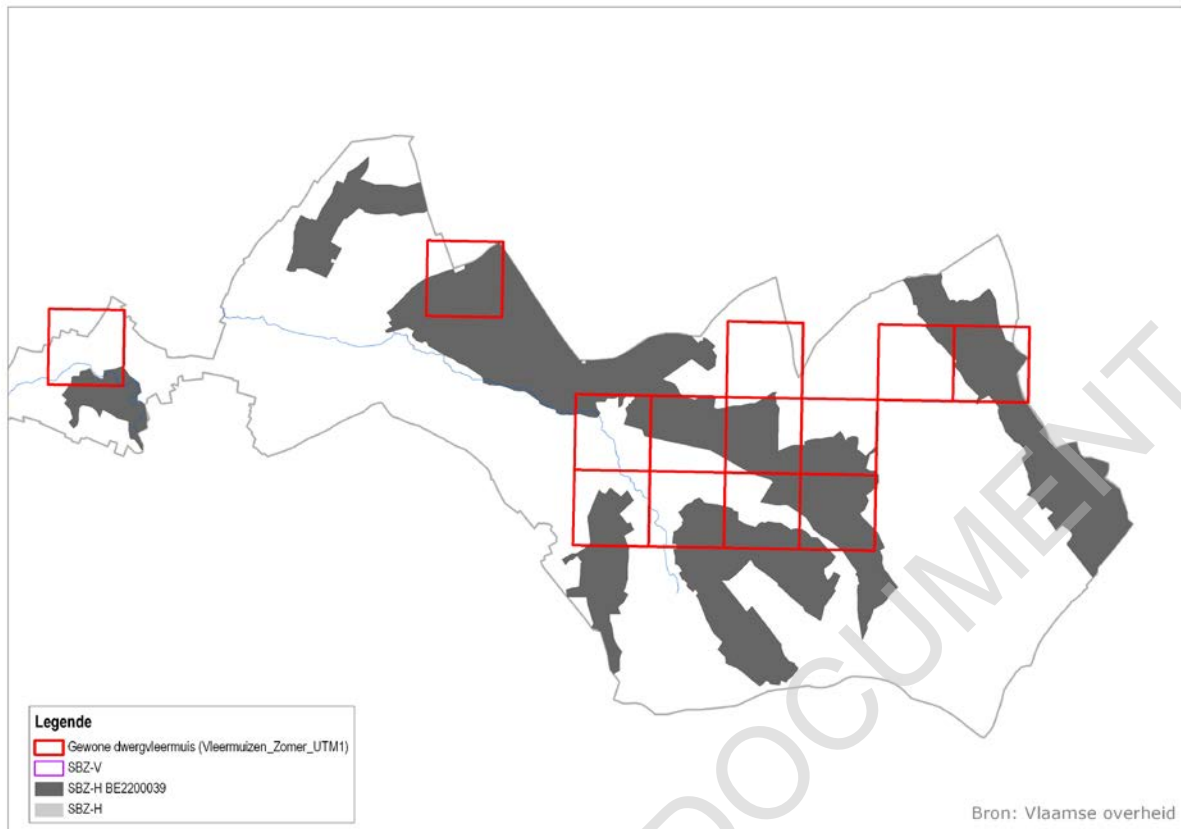 DOCUMENT
Legende
Gewone dwergvleermuis (Vleermuizen_Zomer_UTM1)
SBZ-V
SBZ-H BE2200039
SBZ-H
Bron: Vlaamse overheid